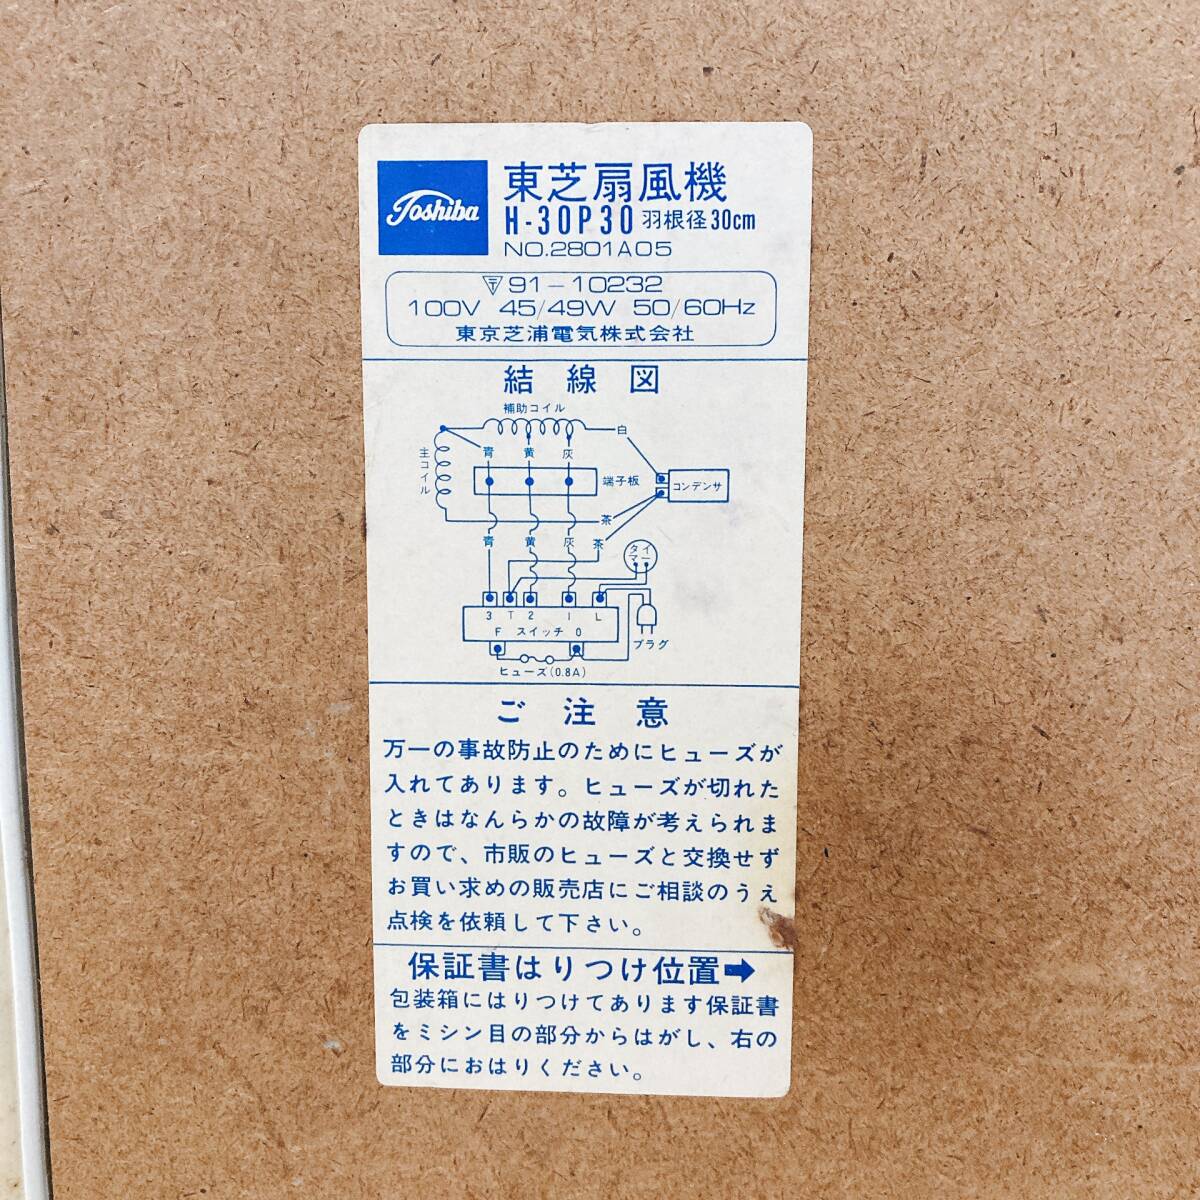 Toshiba
東芝扇風機
H-30P30 羽根径30cm
NO.2801A05
91-10232
100V 45/49W 50/60Hz
東京芝浦電気株式会社
結線図
補助コイル
白
主コイル
青 黄 灰
端子板
コンデンサ
茶
青 黄 灰 茶
タイマー
3 T 2 1 L
F スイッチ 0
プラグ
ヒューズ(0.8A)
ご注意
万一の事故防止のためにヒューズが
入れてあります。ヒューズが切れた
ときはなんらかの故障が考えられま
すので、市販のヒューズと交換せず
お買い求めの販売店にご相談のうえ
点検を依頼して下さい。
保証書はりつけ位置➡
包装箱にはりつけてあります保証書
をミシン目の部分からはがし、右の
部分におはりください。